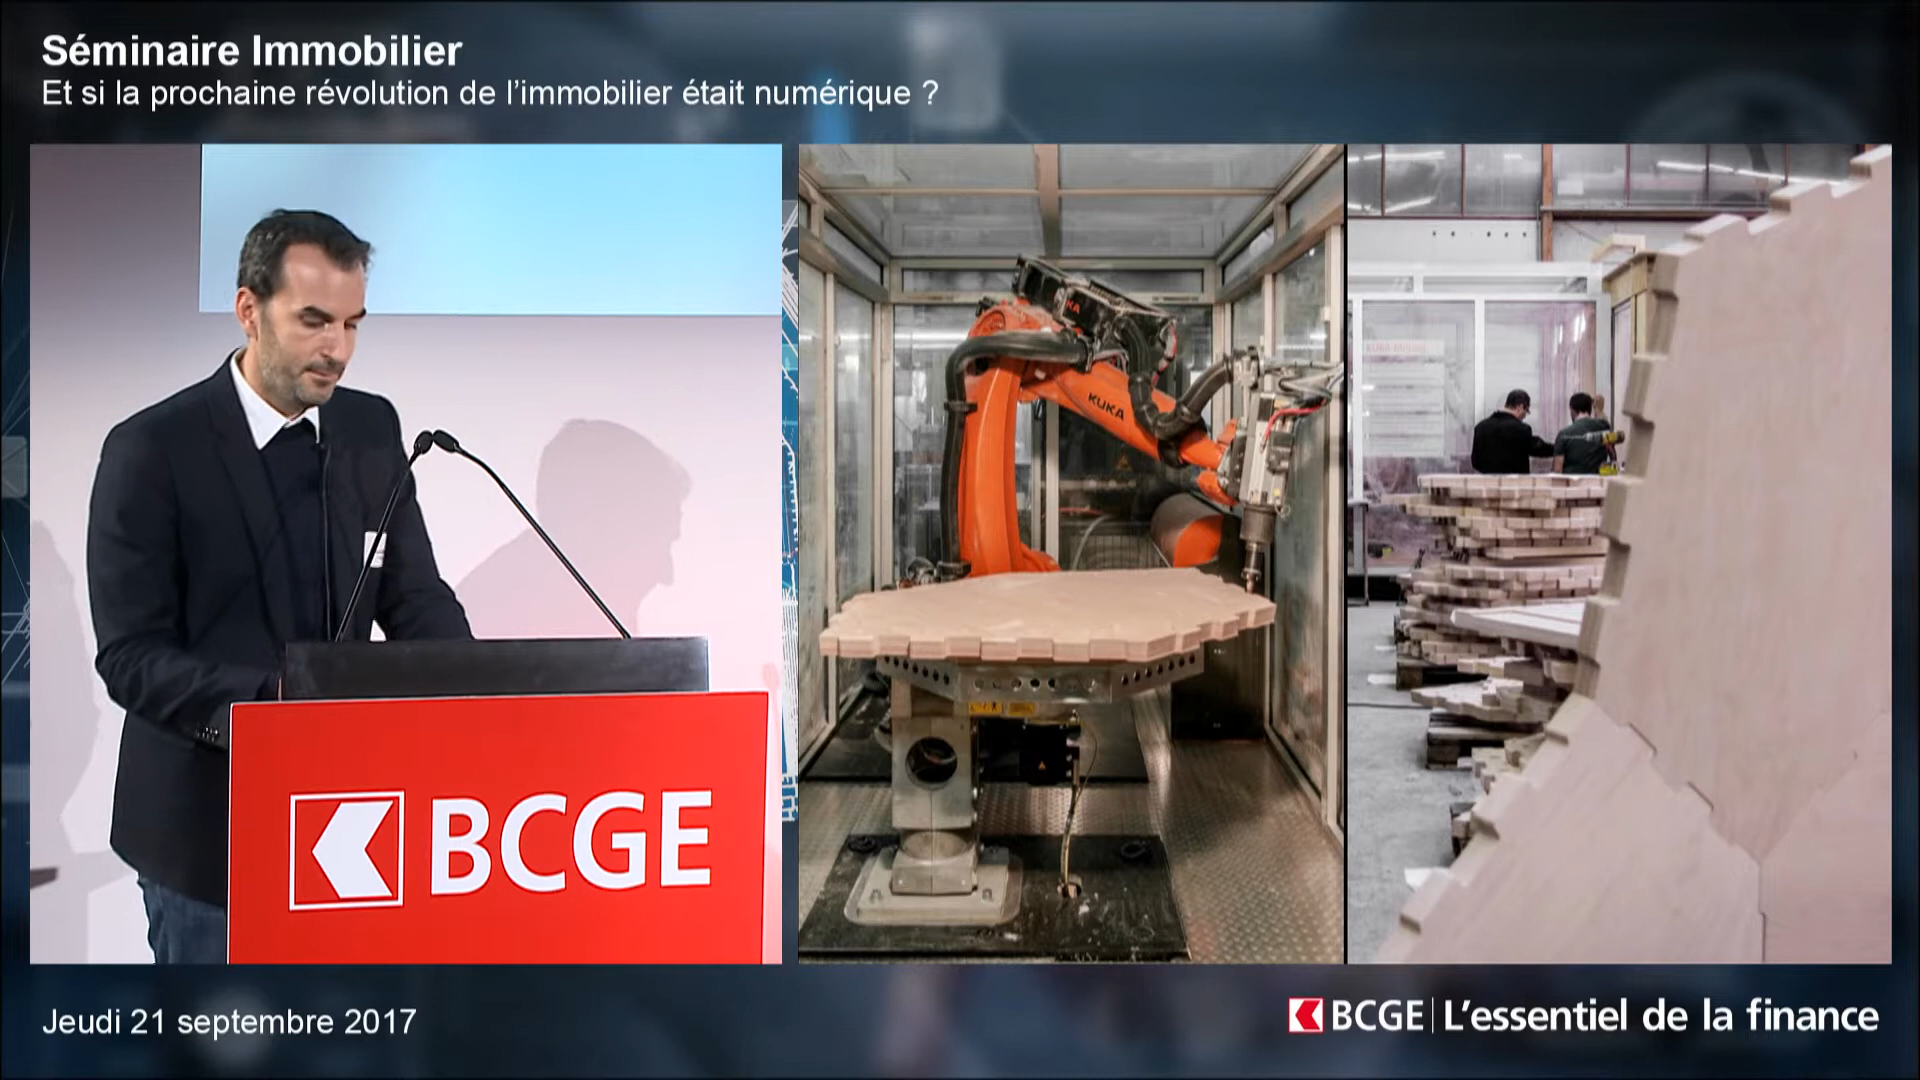 Séminaire Immobilier
Et si la prochaine révolution de l’immobilier était numérique ?
KUKA
BCGE
Jeudi 21 septembre 2017
BCGE L’essentiel de la finance